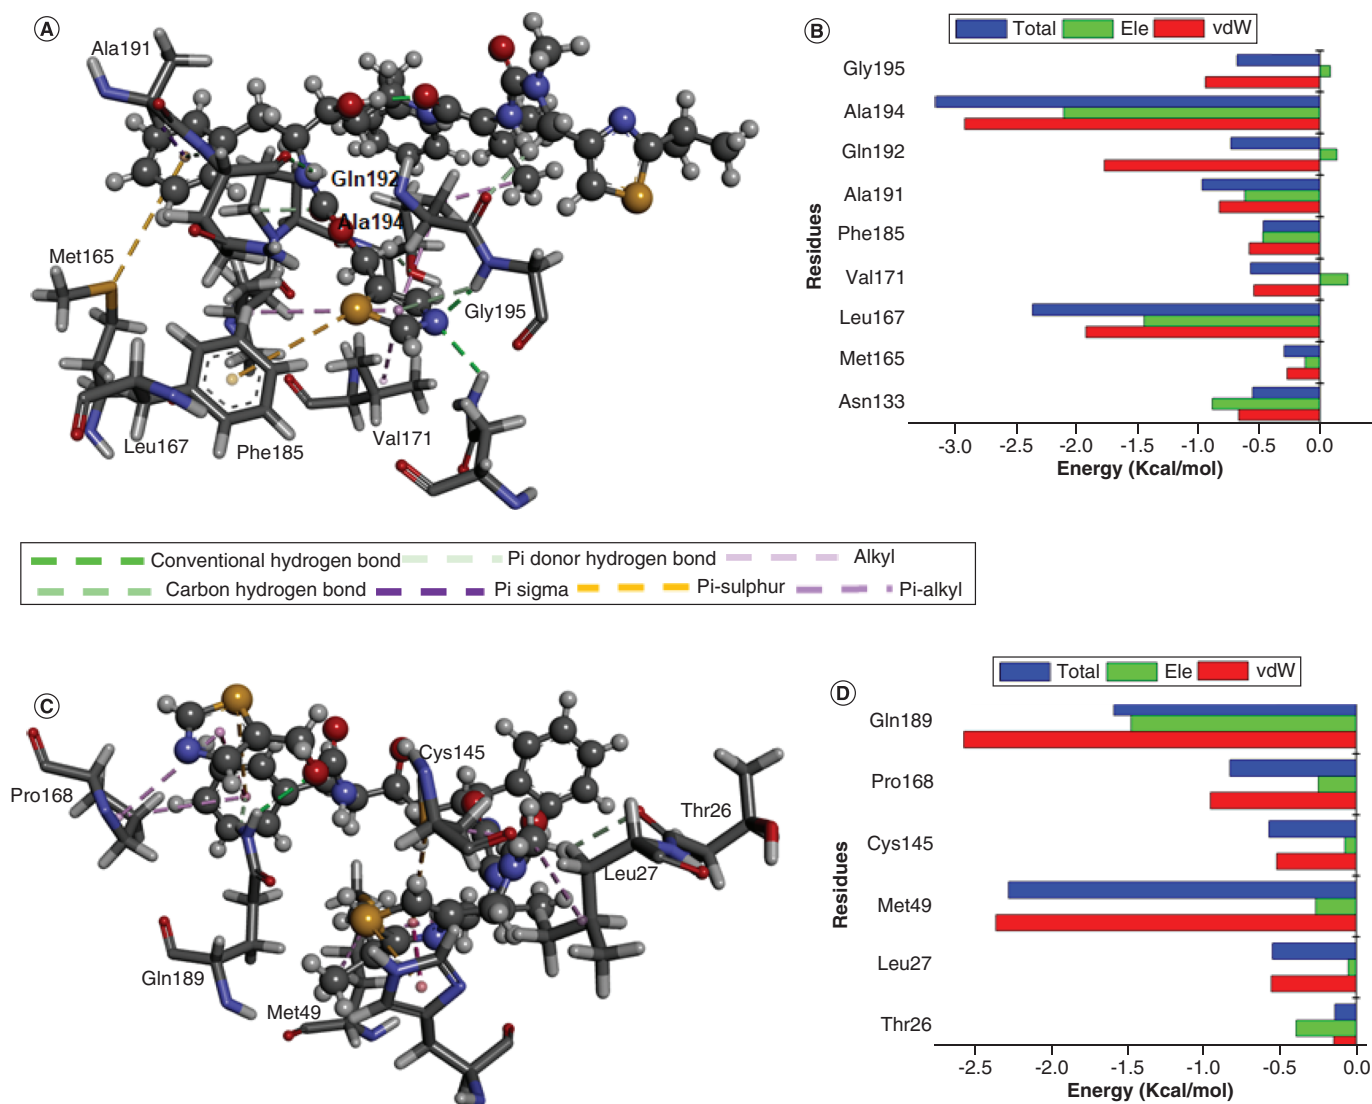 A
Ala191
Gln192
Ala194
Met165
Gly195
Leu167
Phe185
Val171
B
Total Ele vdW
Gly195
Ala194
Gln192
Ala191
Phe185
Val171
Leu167
Met165
Asn133
Residues
-3.0 -2.5 -2.0 -1.5 -1.0 -0.5 0.0
Energy (Kcal/mol)
Conventional hydrogen bond Pi donor hydrogen bond Alkyl
Carbon hydrogen bond Pi sigma Pi-sulphur Pi-alkyl
C
Cys145
Pro168
Thr26
Leu27
Gln189
Met49
D
Total Ele vdW
Gln189
Pro168
Cys145
Met49
Leu27
Thr26
Residues
-2.5 -2.0 -1.5 -1.0 -0.5 0.0
Energy (Kcal/mol)